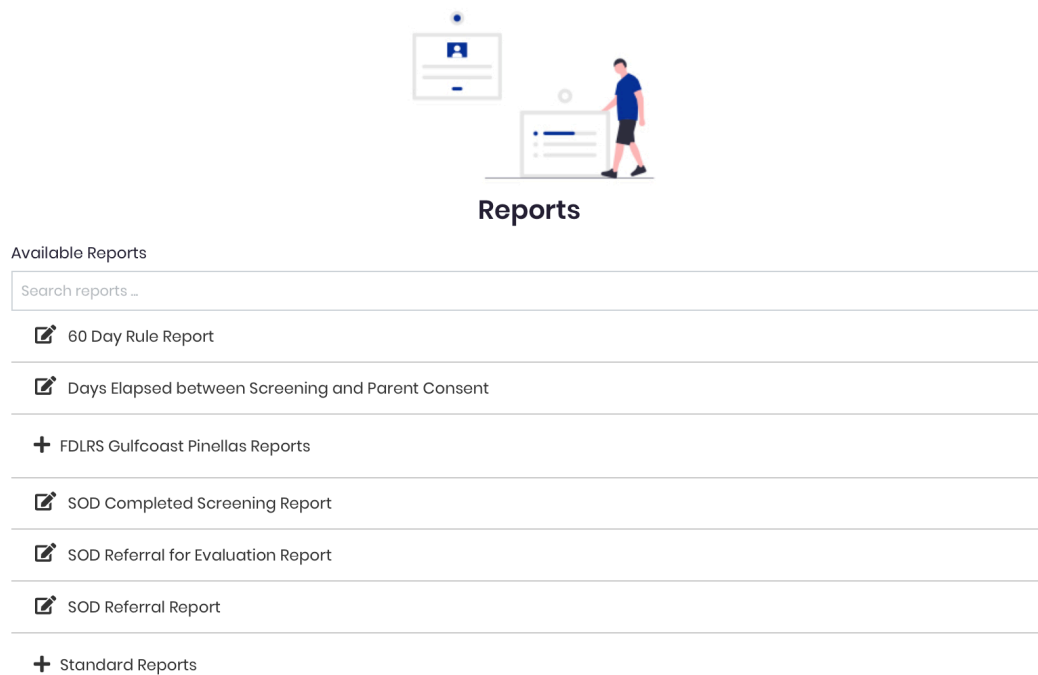 Reports
Available Reports
Search reports ...
60 Day Rule Report
Days Elapsed between Screening and Parent Consent
FDLRS Gulfcoast Pinellas Reports
SOD Completed Screening Report
SOD Referral for Evaluation Report
SOD Referral Report
Standard Reports